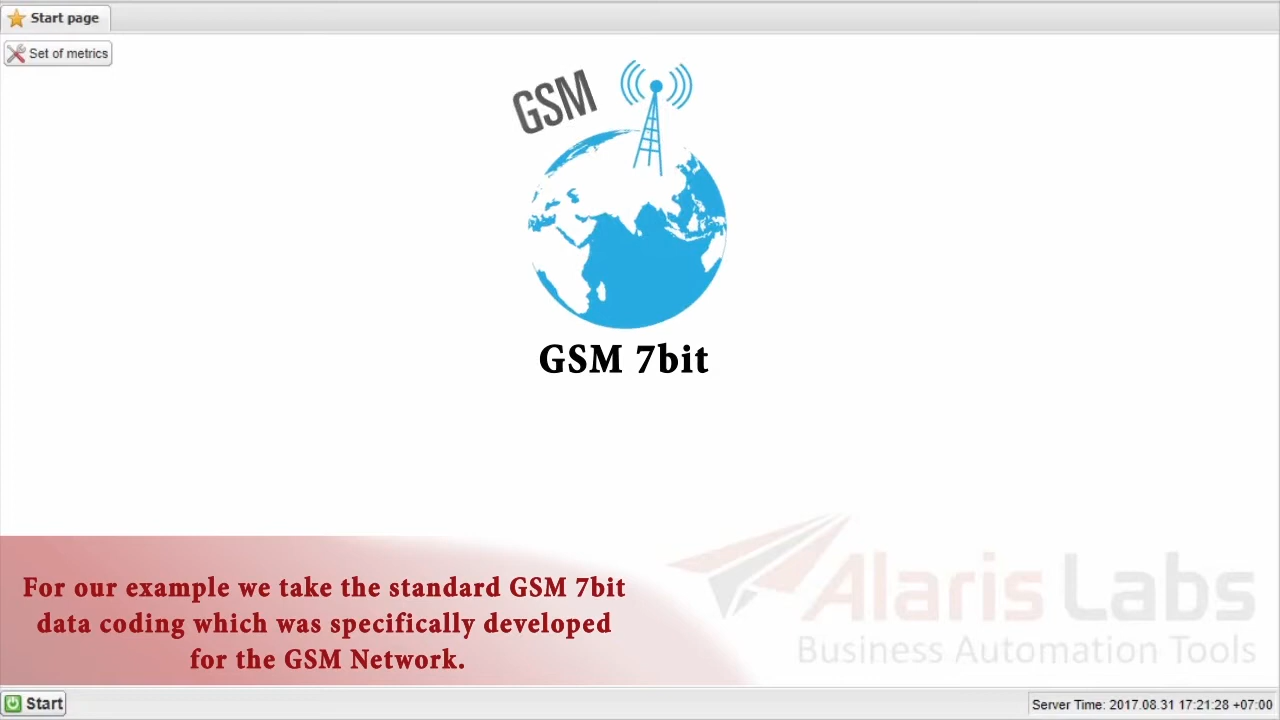 Start page
Set of metrics
GSM
GSM 7bit
For our example we take the standard GSM 7bit
data coding which was specifically developed
for the GSM Network.
Alaris Labs
Business Automation Tools
Start
Server Time: 2017.08.31 17:21:28 +07:00